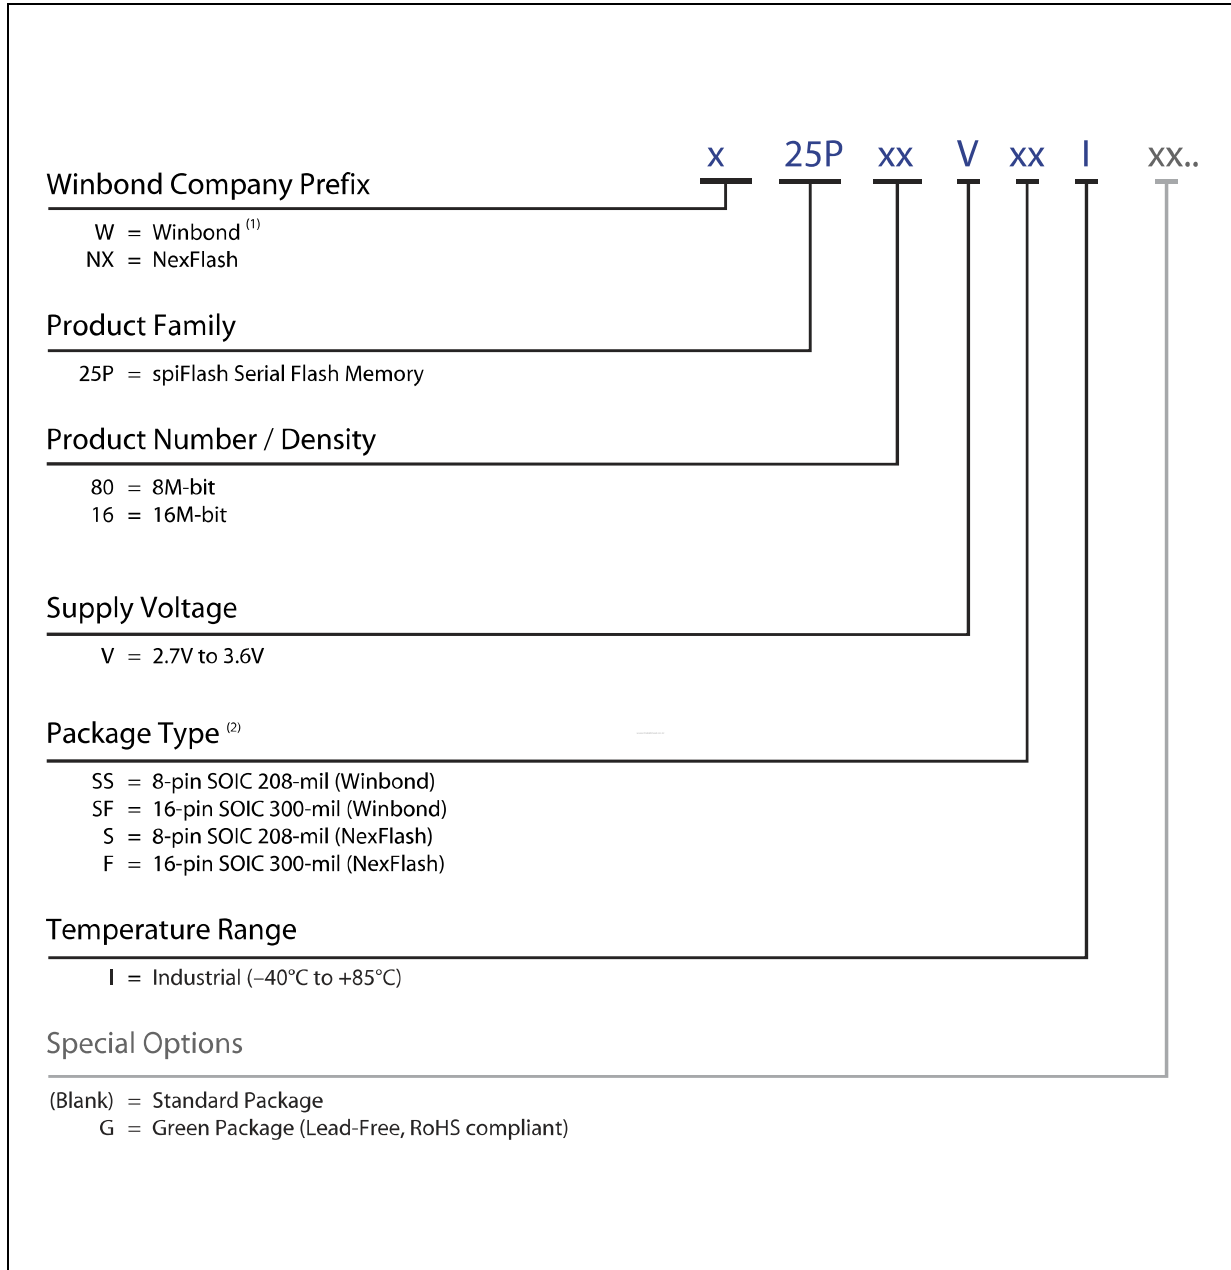 x 25P xx V xx I xx..
Winbond Company Prefix
W = Winbond (1)
NX = NexFlash
Product Family
25P = spiFlash Serial Flash Memory
Product Number / Density
80 = 8M-bit
16 = 16M-bit
Supply Voltage
V = 2.7V to 3.6V
Package Type (2)
SS = 8-pin SOIC 208-mil (Winbond)
SF = 16-pin SOIC 300-mil (Winbond)
S = 8-pin SOIC 208-mil (NexFlash)
F = 16-pin SOIC 300-mil (NexFlash)
Temperature Range
I = Industrial (–40°C to +85°C)
Special Options
(Blank) = Standard Package
G = Green Package (Lead-Free, RoHS compliant)